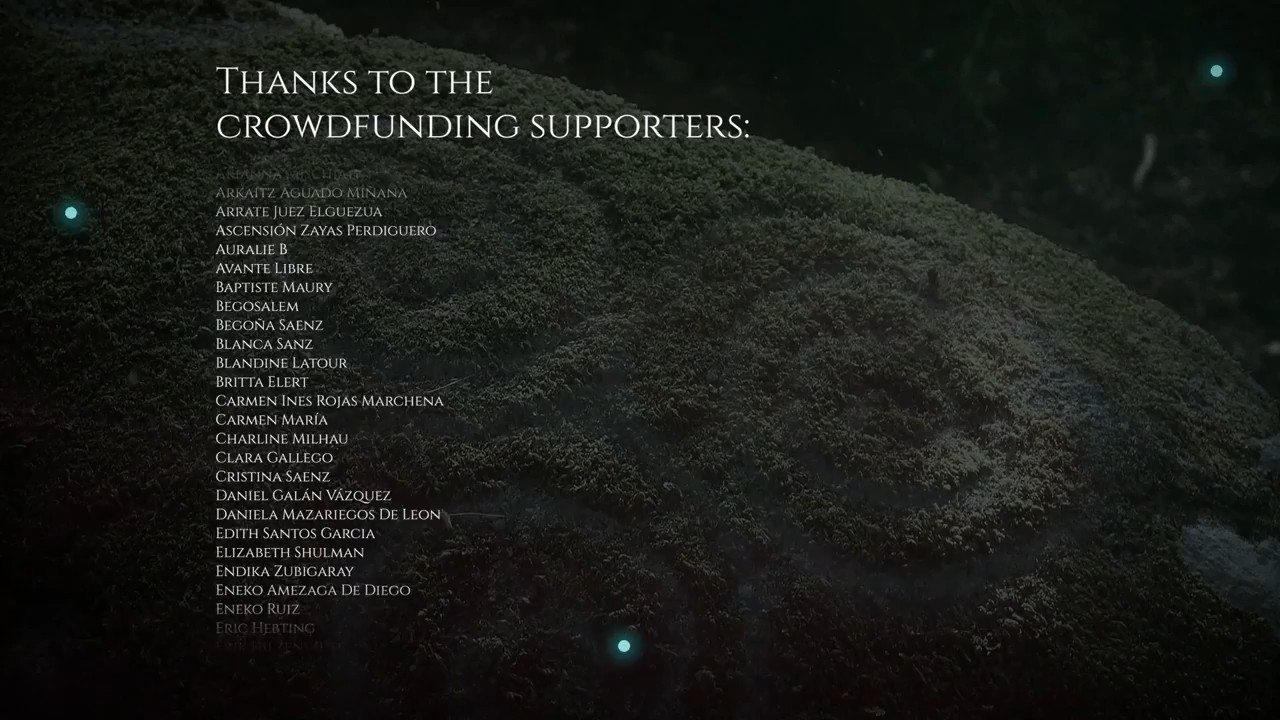 Thanks to the
crowdfunding supporters:
Arkaitz Aguado Miñana
Arrate Juez Elguezua
Ascensión Zayas Perdiguero
Auralie B
Avante Libre
Baptiste Maury
Begosalem
Begoña Saenz
Blanca Sanz
Blandine Latour
Britta Elert
Carmen Ines Rojas Marchena
Carmen María
Charline Milhau
Clara Gallego
Cristina Saenz
Daniel Galán Vázquez
Daniela Mazariegos De Leon
Edith Santos Garcia
Elizabeth Shulman
Endika Zubigaray
Eneko Amezaga De Diego
Eneko Ruiz
Eric Hebting